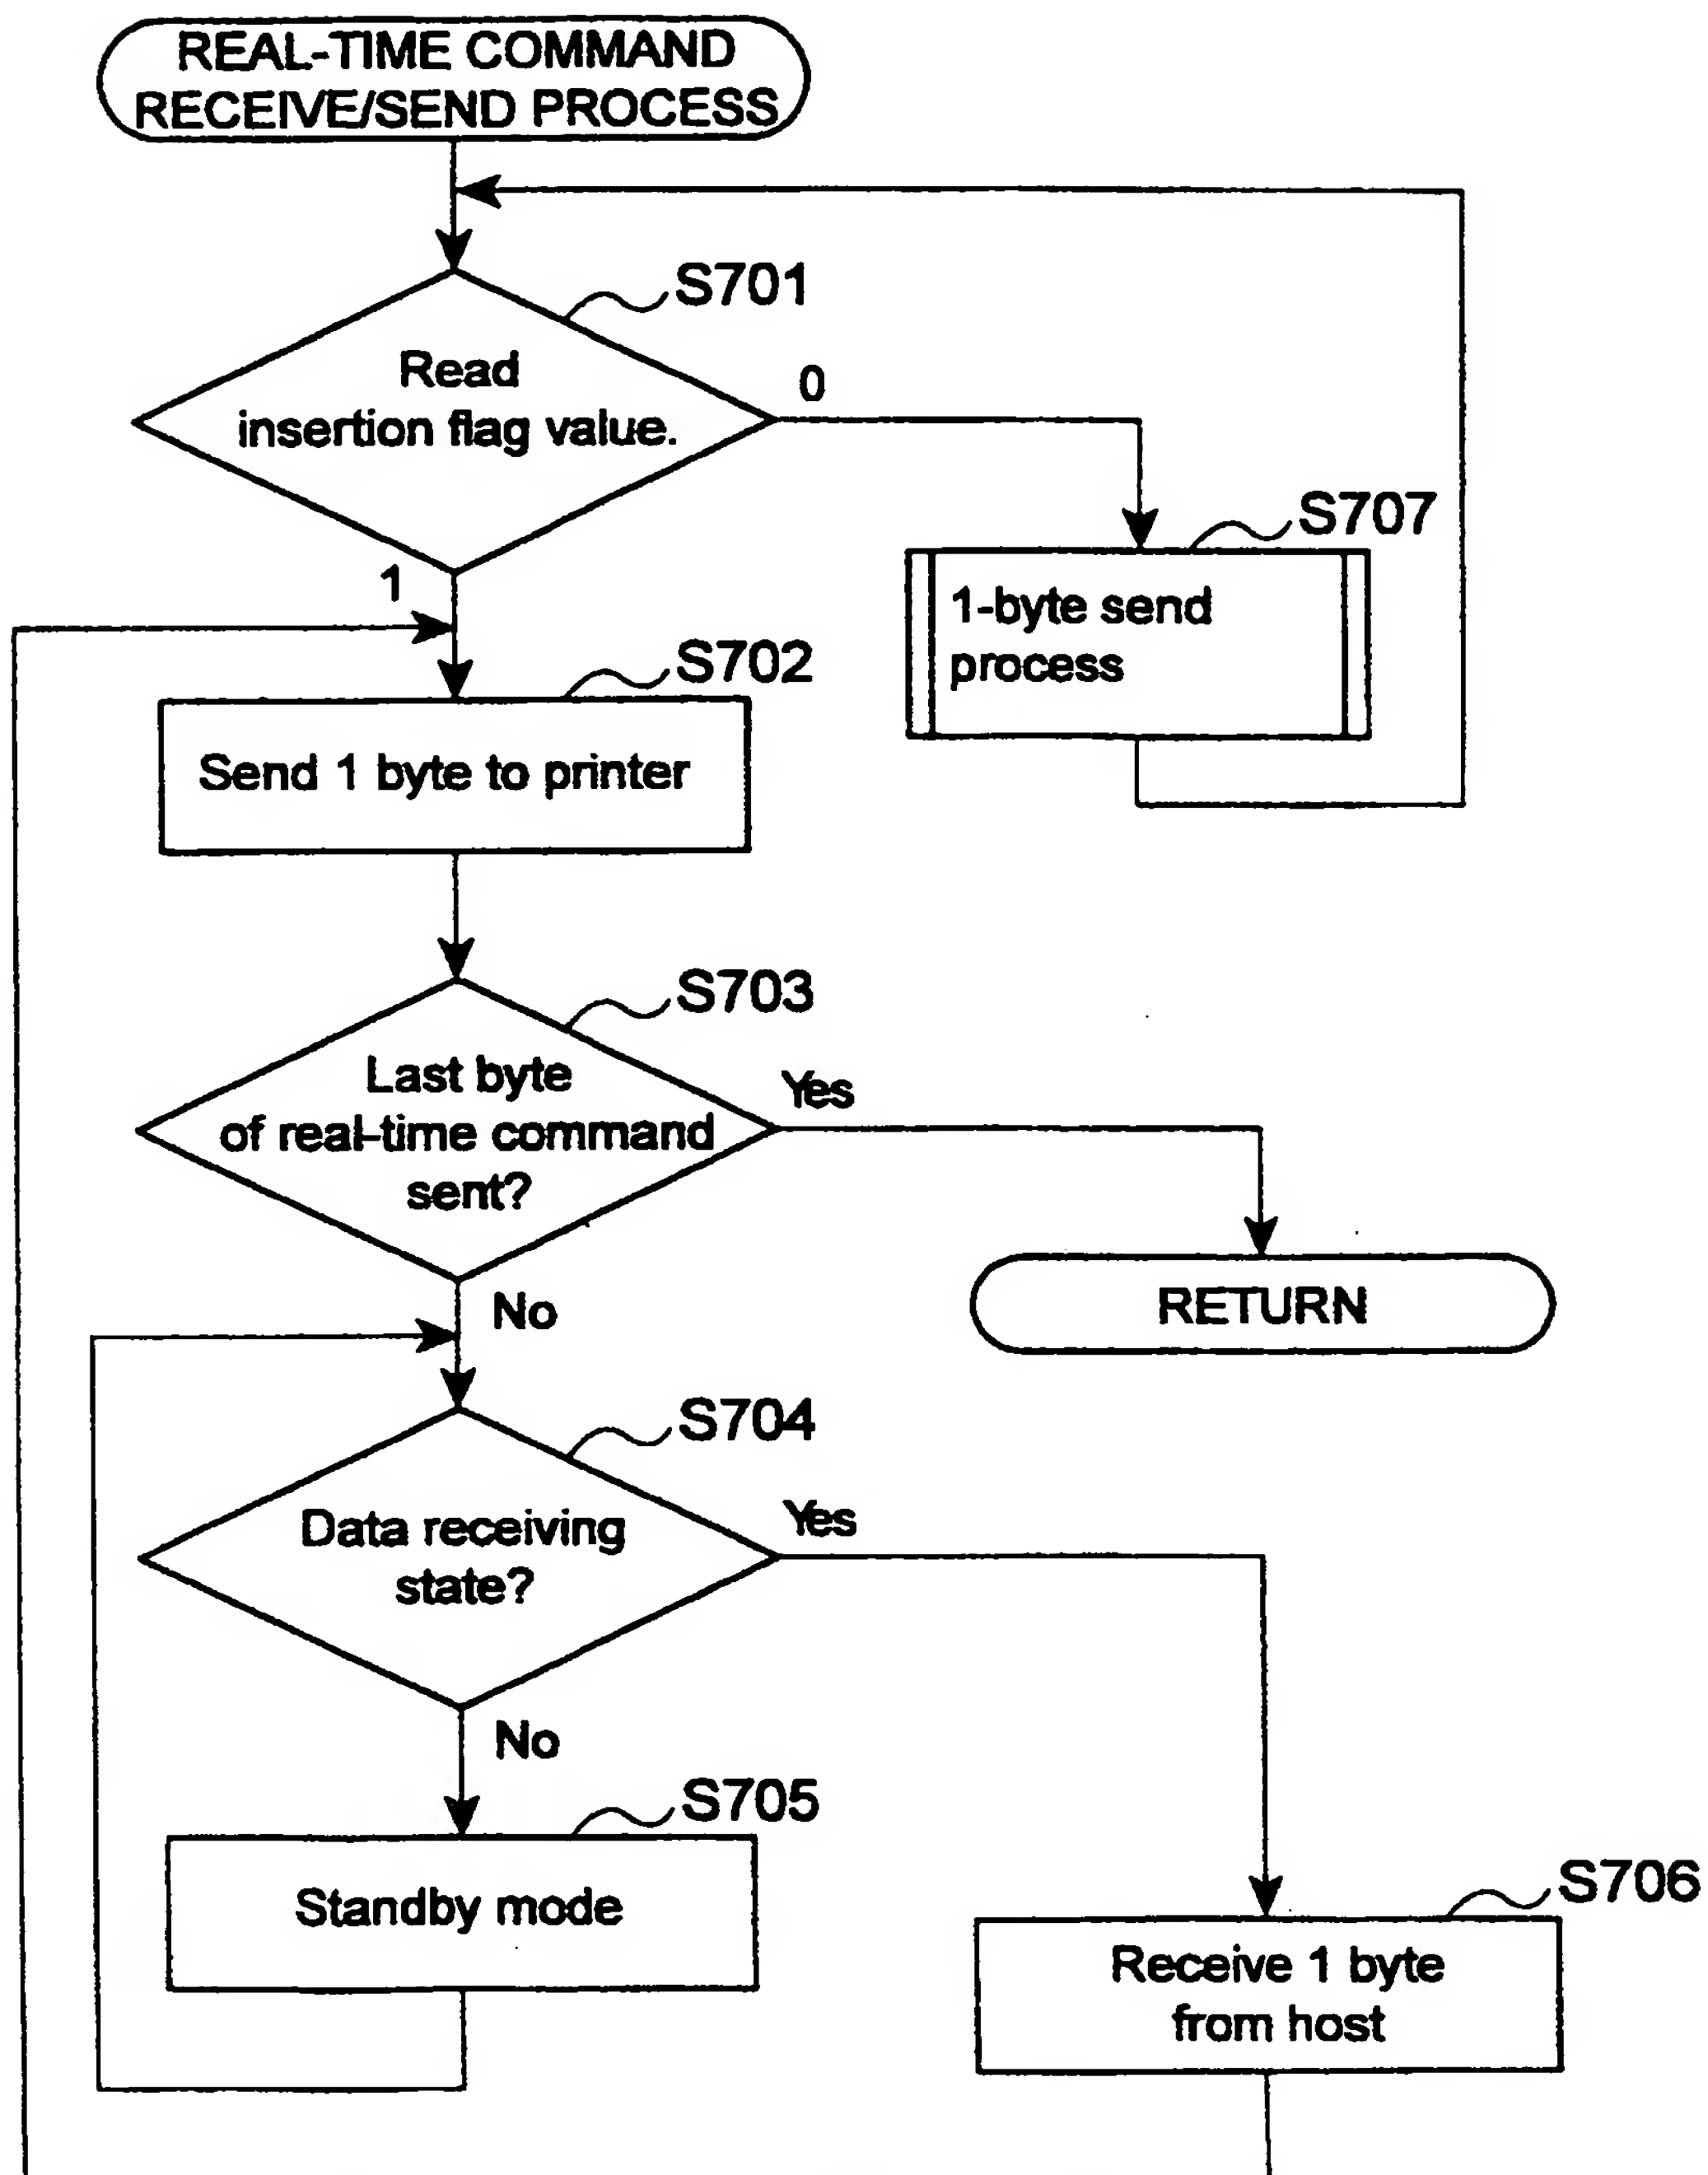 REAL-TIME COMMAND
RECEIVE/SEND PROCESS
S701
Read
insertion flag value.
0
S707
1-byte send
process
1
S702
Send 1 byte to printer
S703
Last byte
of real-time command
sent?
Yes
RETURN
No
S704
Data receiving
state?
Yes
No
S705
Standby mode
S706
Receive 1 byte
from host